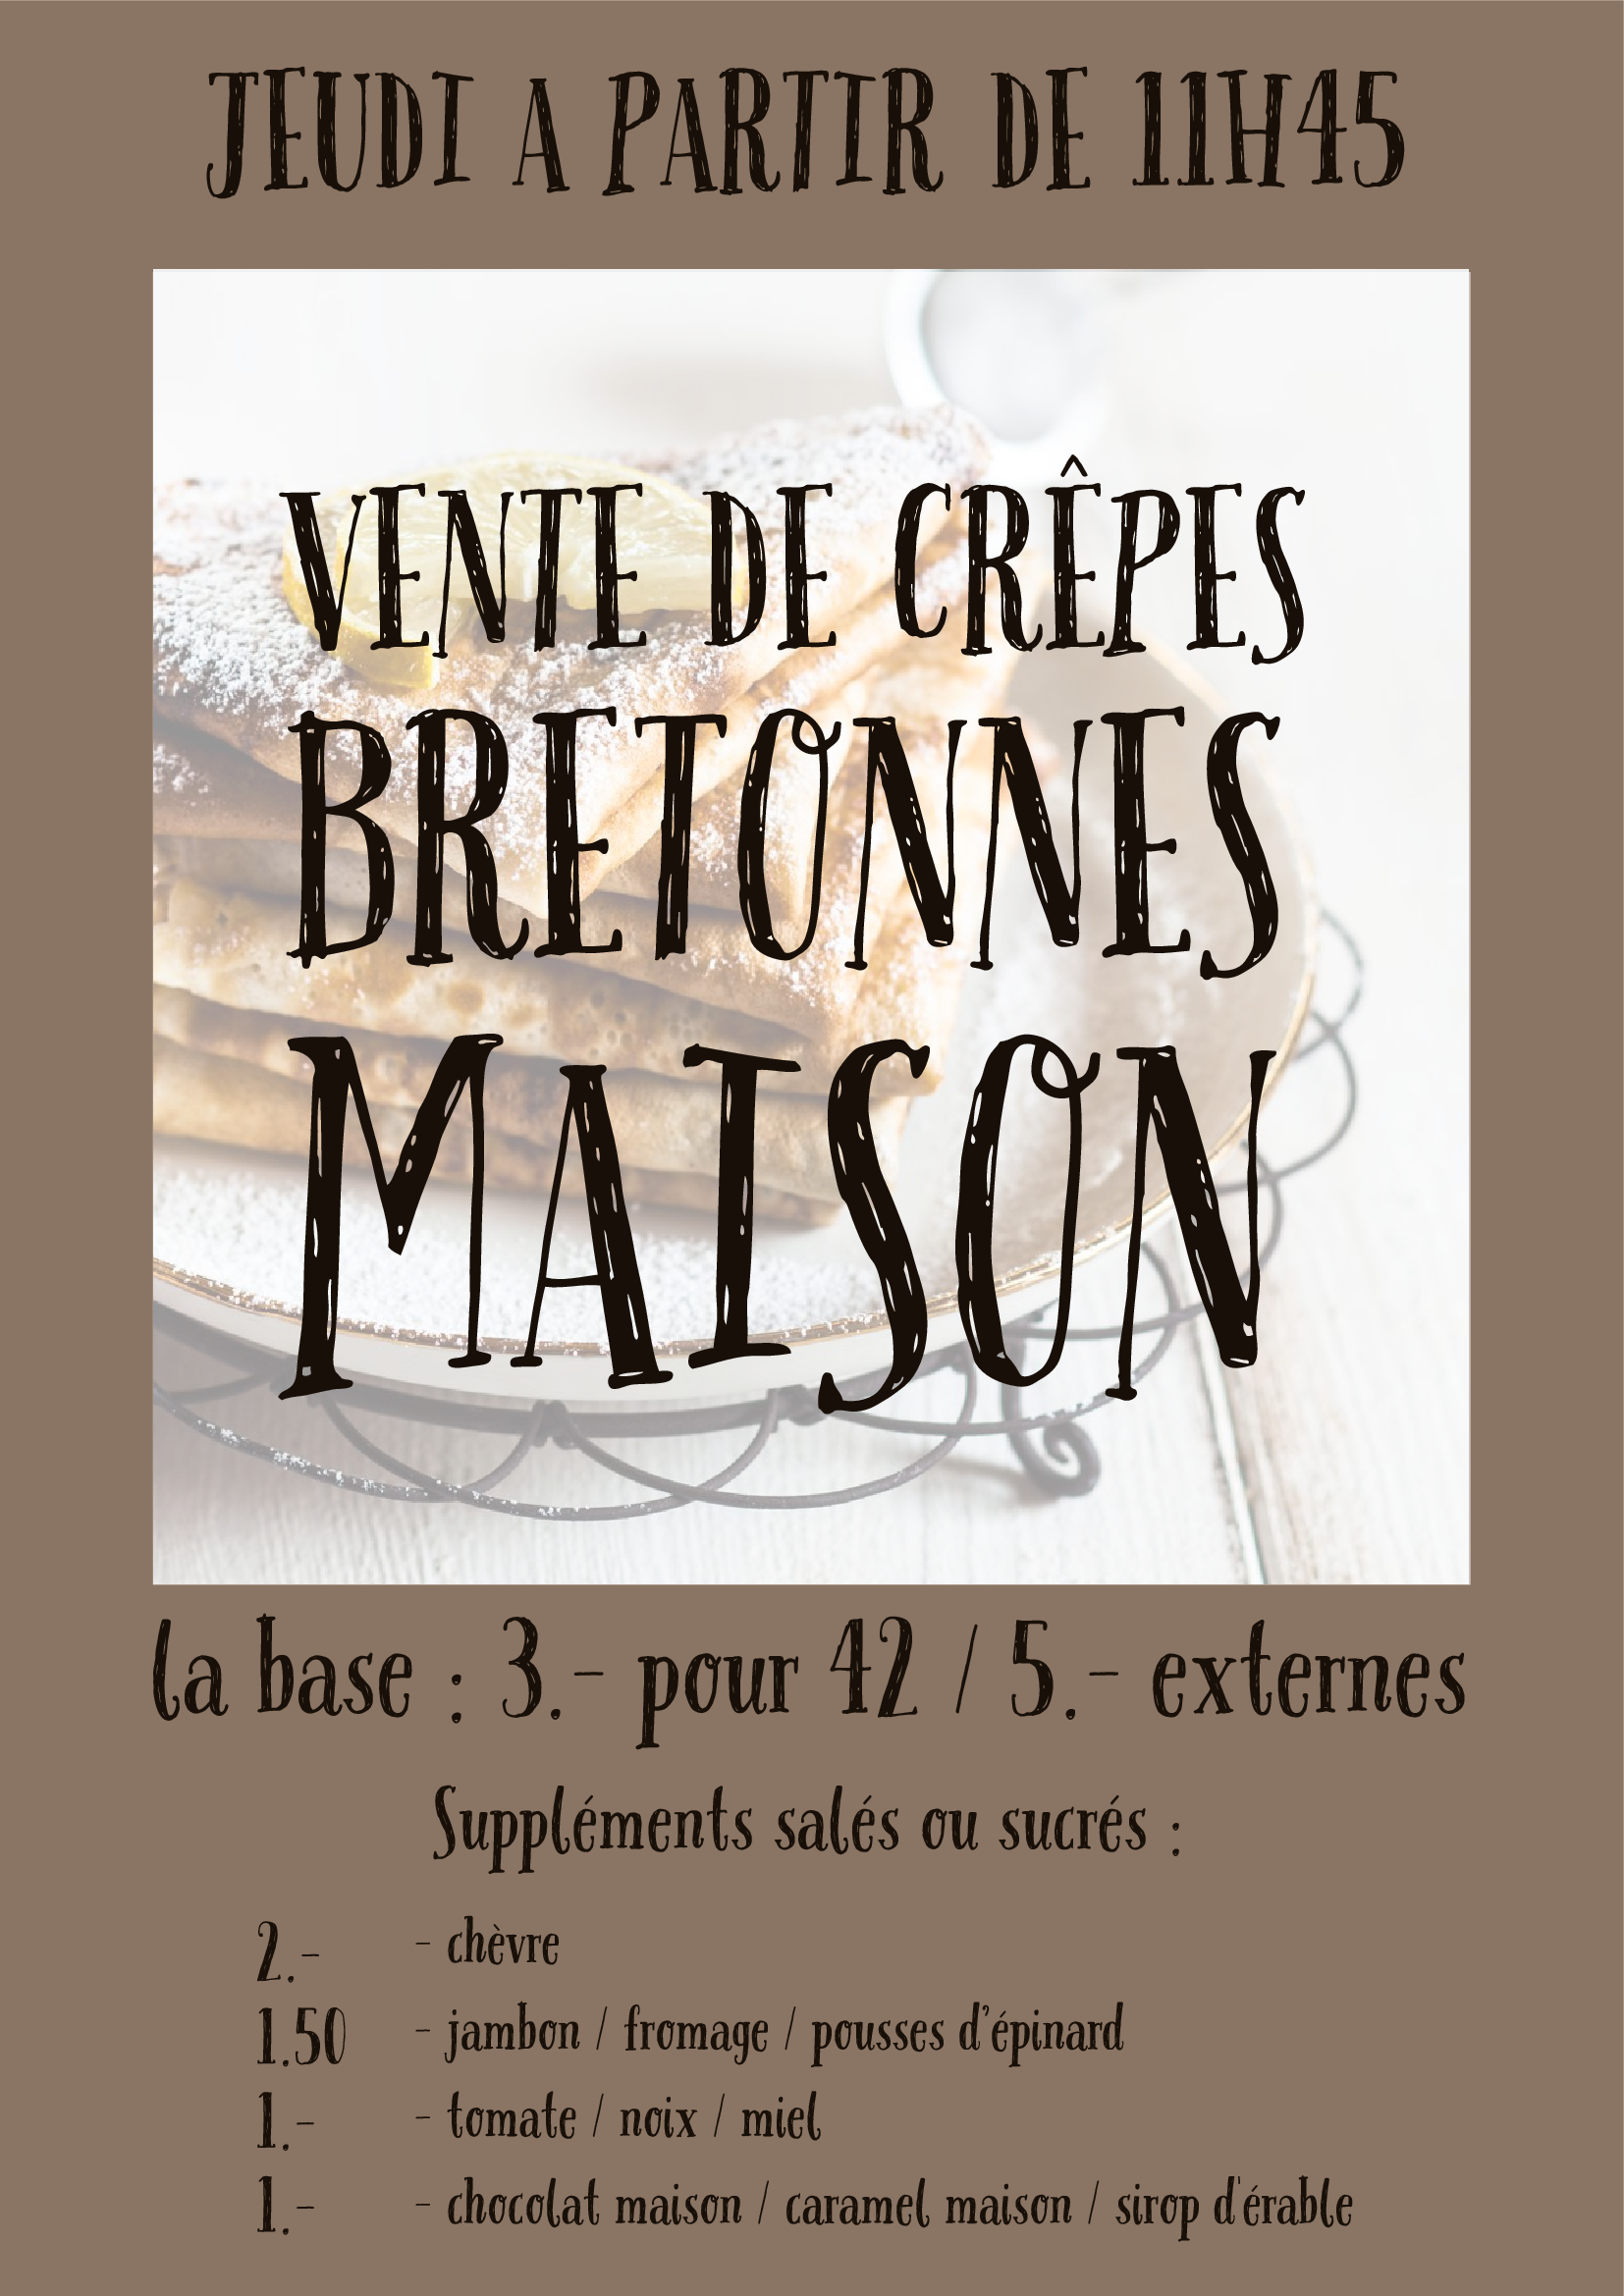 JEUDI A PARTIR DE 11H45
VENTE DE CRÊPES
BRETONNES
MAISON
la base : 3.- pour 42 / 5.- externes
Suppléments salés ou sucrés :
2.- - chèvre
1.50 - jambon / fromage / pousses d'épinard
1.- - tomate / noix / miel
1.- - chocolat maison / caramel maison / sirop d'érable